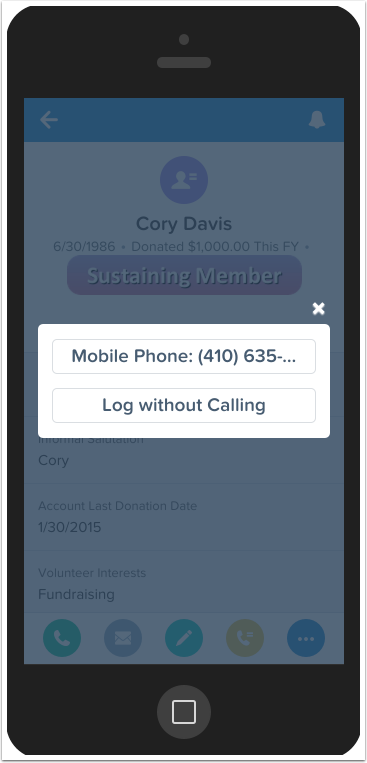 Cory Davis
6/30/1986 • Donated $1,000.00 This FY •
Sustaining Member
Mobile Phone: (410) 635-...
Log without Calling
Informal Salutation
Cory
Account Last Donation Date
1/30/2015
Volunteer Interests
Fundraising